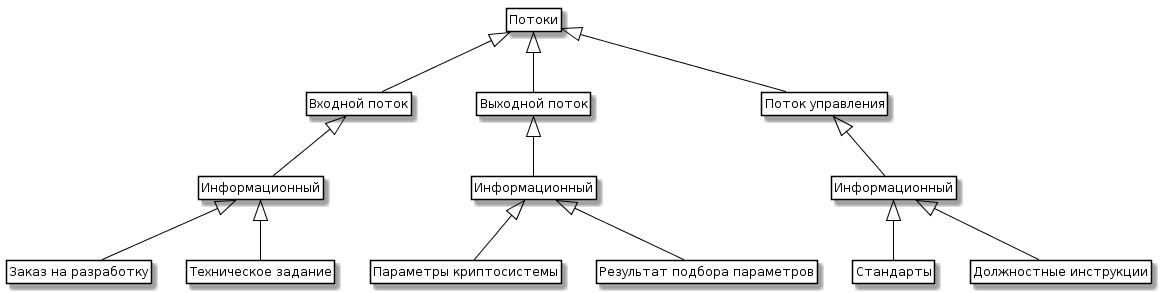 Потоки
Входной поток
Выходной поток
Поток управления
Информационный
Информационный
Информационный
Заказ на разработку
Техническое задание
Параметры криптосистемы
Результат подбора параметров
Стандарты
Должностные инструкции